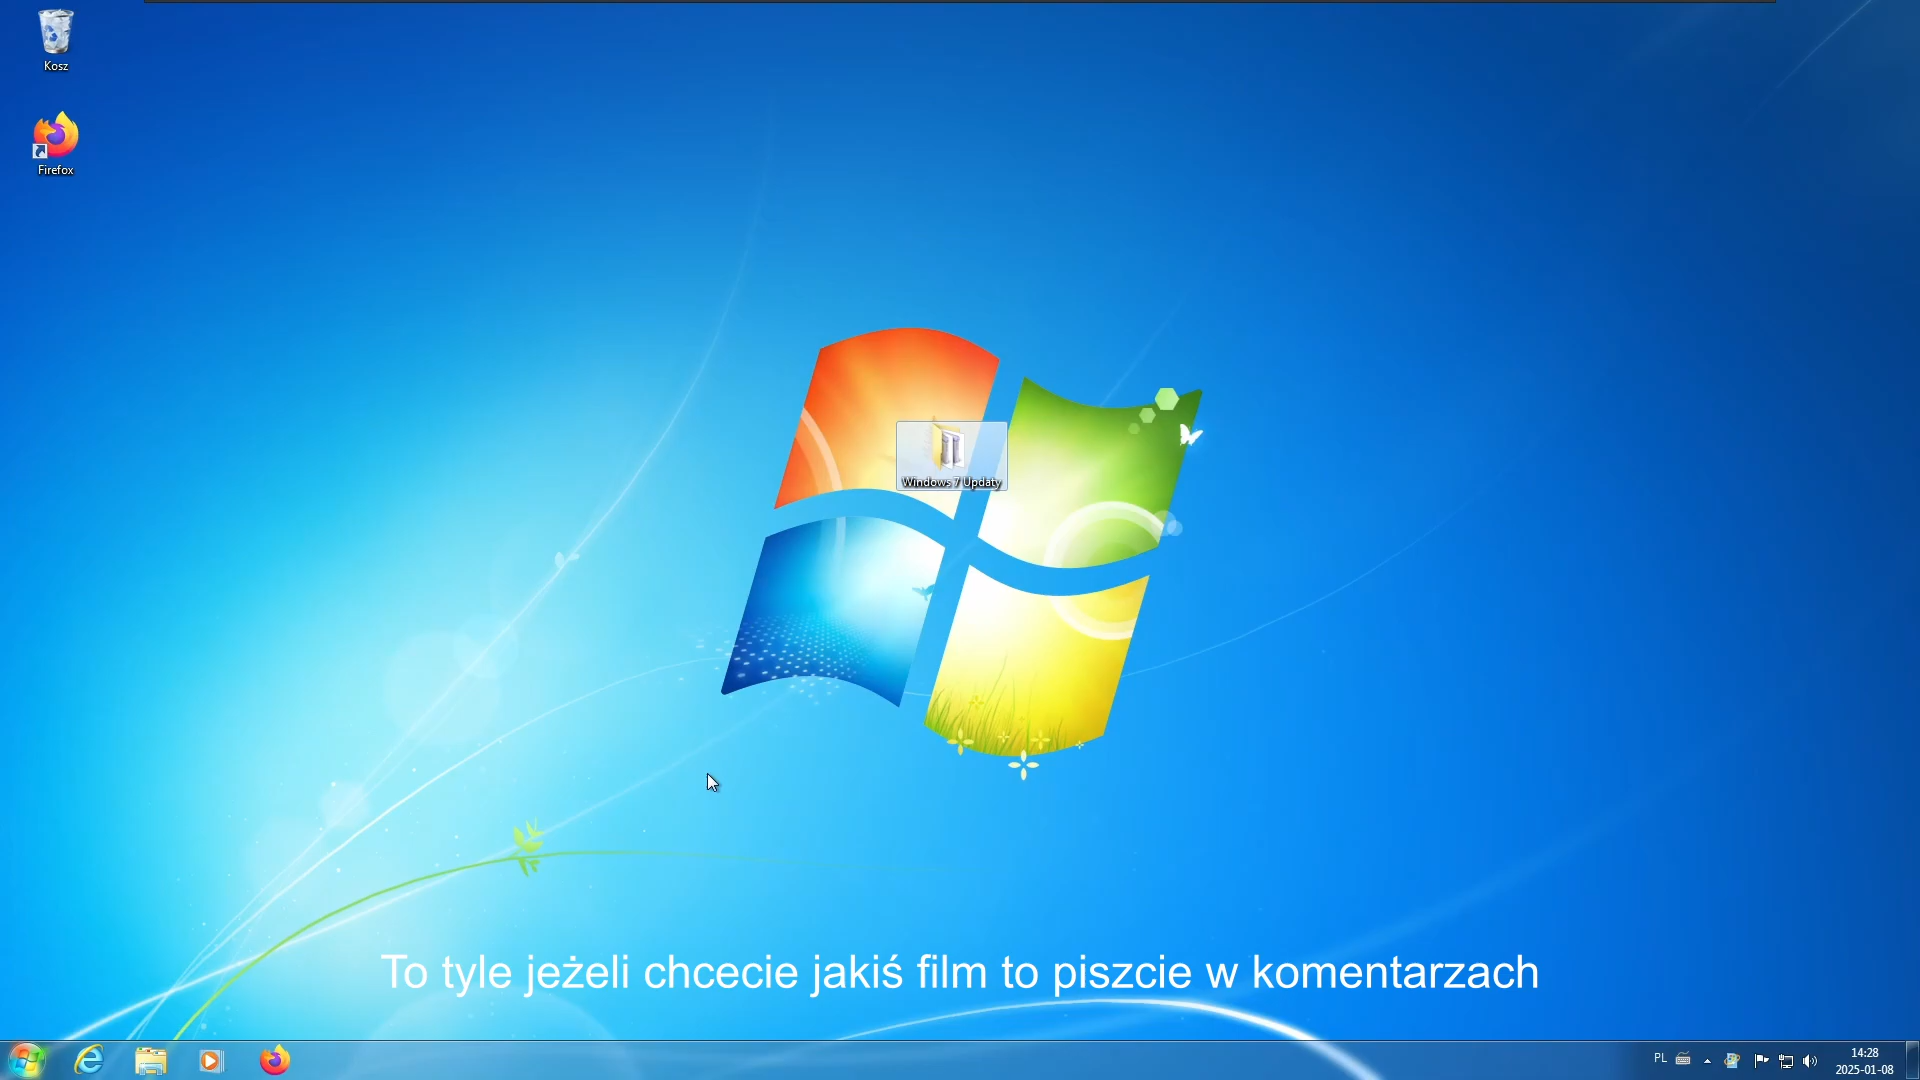 Kosz
Firefox
Windows 7 Updaty
To tyle jeżeli chcecie jakiś film to piszcie w komentarzach
PL
14:28
2025-01-08